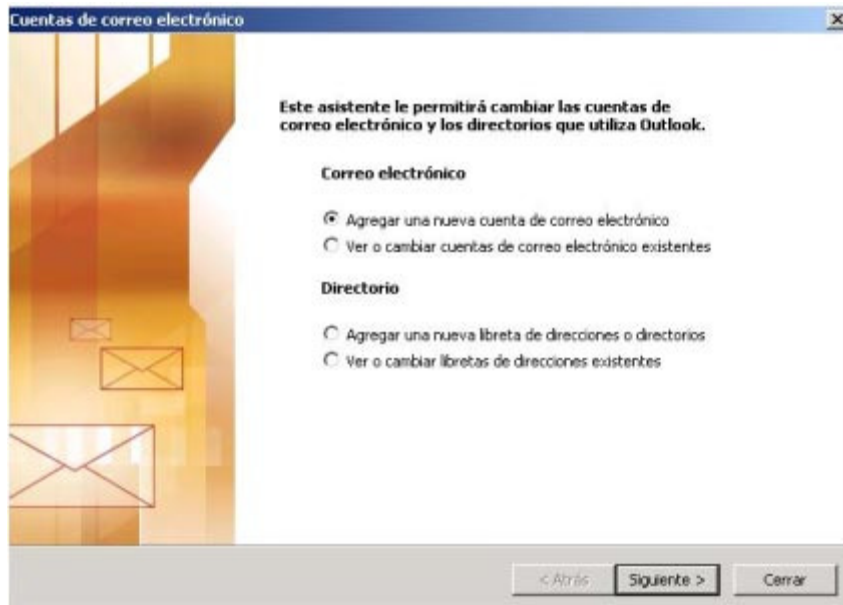 Cuentas de correo electrónico
Este asistente le permitirá cambiar las cuentas de
correo electrónico y los directorios que utiliza Outlook.
Correo electrónico
Agregar una nueva cuenta de correo electrónico
Ver o cambiar cuentas de correo electrónico existentes
Directorio
Agregar una nueva libreta de direcciones o directorios
Ver o cambiar libretas de direcciones existentes
< Atrás
Siguiente >
Cerrar